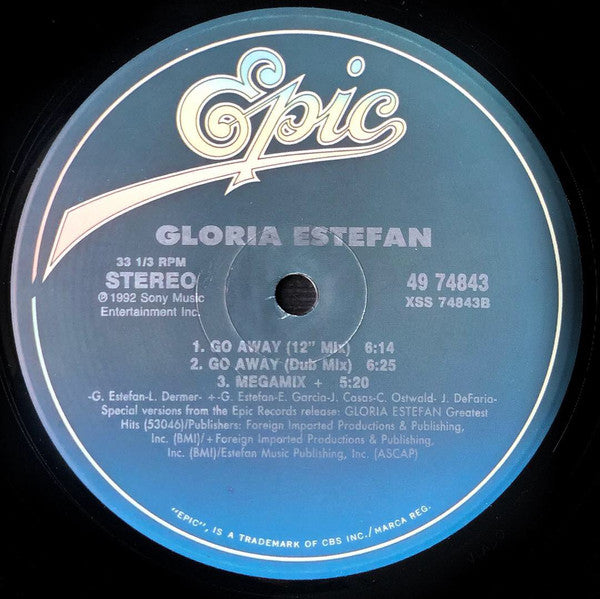 Epic
GLORIA ESTEFAN
33 1/3 RPM
STEREO
℗ 1992 Sony Music
Entertainment Inc.
49 74843
XSS 74843B
1. GO AWAY (12" Mix) 6:14
2. GO AWAY (Dub Mix) 6:25
3. MEGAMIX + 5:20
-G. Estefan-L. Dermer- +-G. Estefan-E. Garcia-J. Casas-C. Ostwald- J. DeFaria-
Special versions from the Epic Records release: GLORIA ESTEFAN Greatest
Hits (53046)/Publishers: Foreign Imported Productions & Publishing,
Inc. (BMI)/+Foreign Imported Productions & Publishing,
Inc. (BMI)/Estefan Music Publishing, Inc. (ASCAP)
"EPIC", IS A TRADEMARK OF CBS INC./MARCA REG.